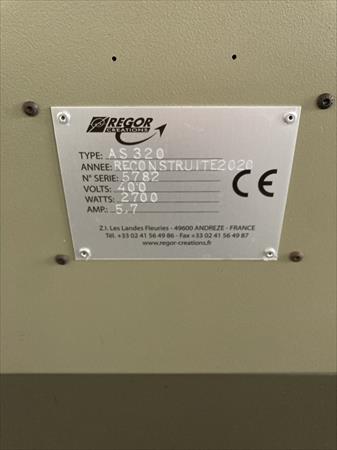 REGOR
CREATIONS
TYPE: AS320
ANNEE: RECONSTRUITE2020
N° SERIE: 5782
VOLTS: 400
WATTS: 2700
AMP: 5.7
CE
Z.I. Les Landes Fleuries - 49600 ANDREZE - FRANCE
Tél. +33 02 41 56 49 86 - Fax +33 02 41 56 49 87
www.regor-creations.fr